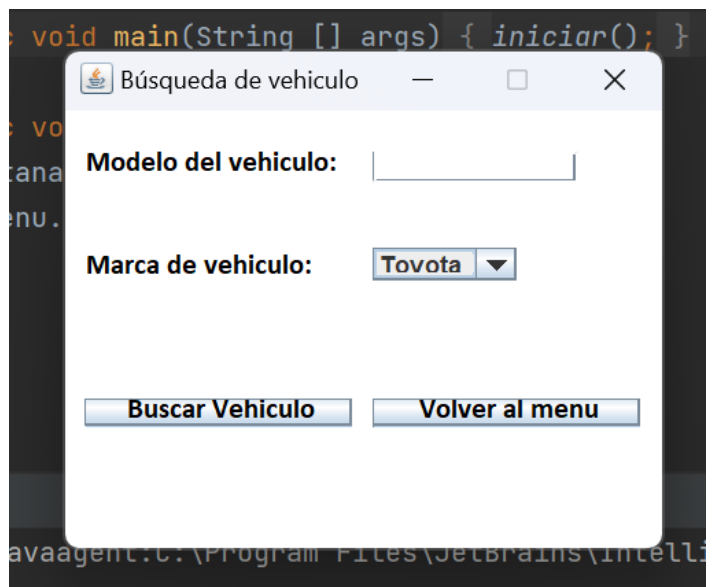 c void main(String [] args) { iniciar(); }
Búsqueda de vehiculo
c vo
tana
enu.
Modelo del vehiculo:
Marca de vehiculo:
Toyota
Buscar Vehiculo
Volver al menu
avaagent:C:\Program Files\JetBrains\Intelli